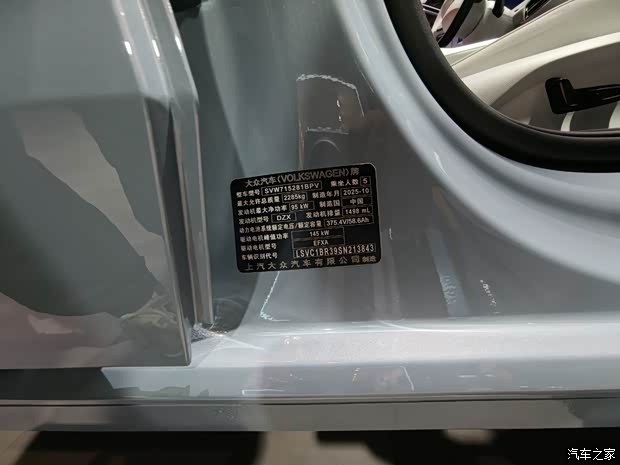 大众汽车(VOLKSWAGEN)牌
整车型号 SVW715281BPV 乘坐人数 5
最大允许总质量 2285kg 制造年月 2025-10
发动机最大净功率 95 kW 制造国 中国
发动机型号 DZX 发动机排量 1498 mL
动力电池系统额定电压/额定容量 375.4V/58.6Ah
驱动电机峰值功率 145 kW
驱动电机型号 EFXA
车辆识别代号 LSVC1BR39SN213843
上汽大众汽车有限公司 制造
汽车之家